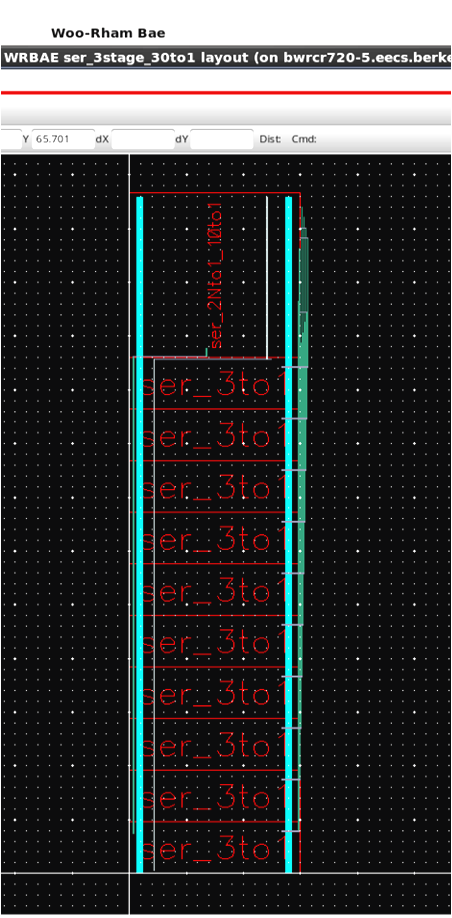 Woo-Rham Bae
WRBAE ser_3stage_30to1 layout (on bwrcr720-5.eecs.berke
Y 65.701 dX dY Dist: Cmd:
ser_2Nto1_10to1
ser_3to1
ser_3to1
ser_3to1
ser_3to1
ser_3to1
ser_3to1
ser_3to1
ser_3to1
ser_3to1
ser_3to1